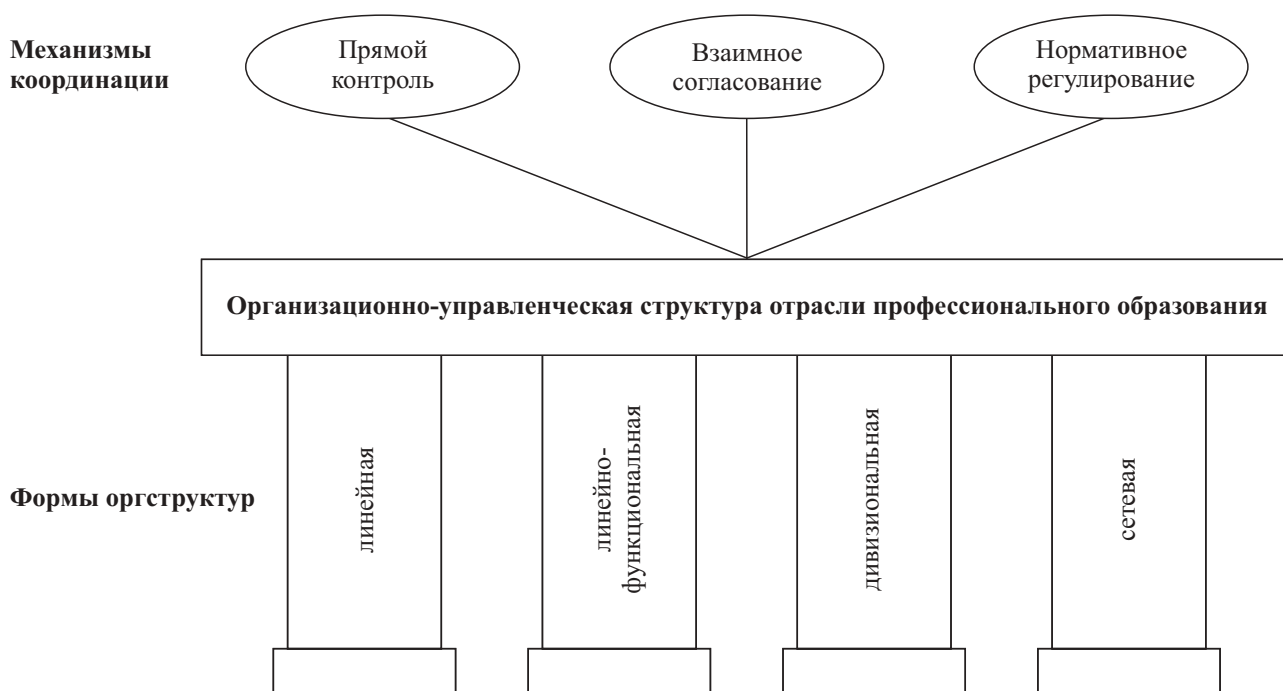 Механизмы
координации
Прямой
контроль
Взаимное
согласование
Нормативное
регулирование
Организационно-управленческая структура отрасли профессионального образования
Формы оргструктур
линейная
линейно-
функциональная
дивизиональная
сетевая